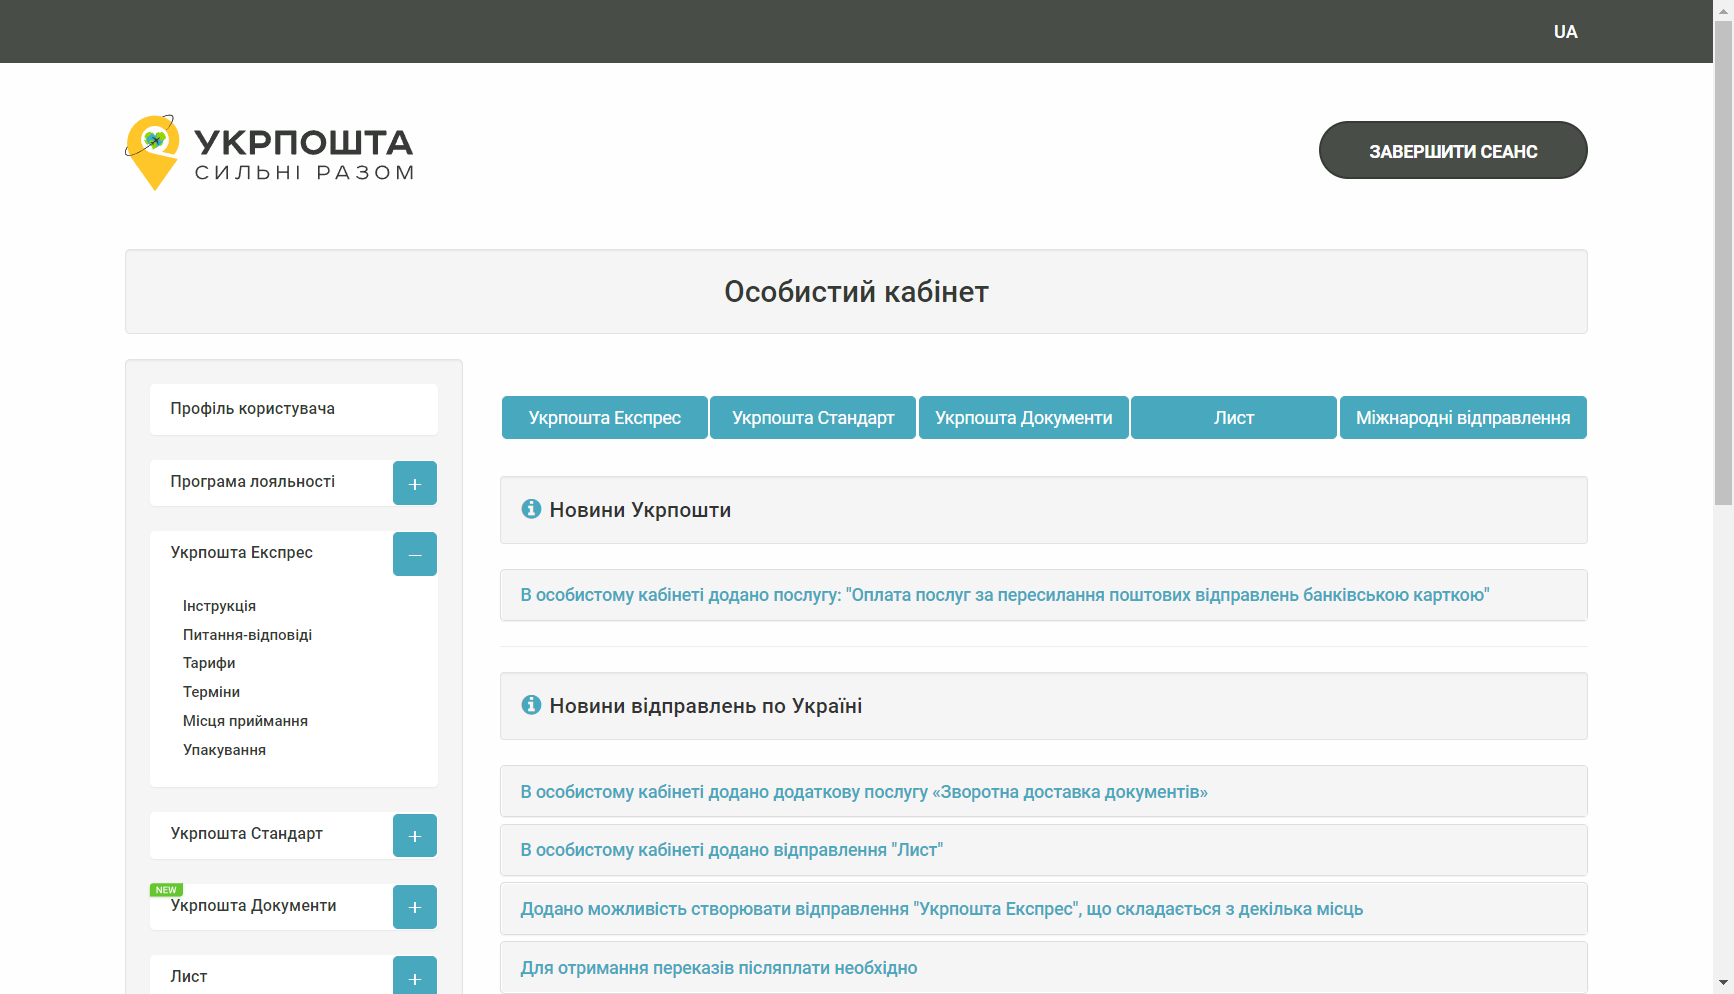 UA
УКРПОШТА
СИЛЬНІ РАЗОМ
ЗАВЕРШИТИ СЕАНС
Особистий кабінет
Профіль користувача
Програма лояльності
+
Укрпошта Експрес
–
Інструкція
Питання-відповіді
Тарифи
Терміни
Місця приймання
Упакування
Укрпошта Стандарт
+
NEW
Укрпошта Документи
+
Лист
+
Укрпошта Експрес
Укрпошта Стандарт
Укрпошта Документи
Лист
Міжнародні відправлення
Новини Укрпошти
В особистому кабінеті додано послугу: "Оплата послуг за пересилання поштових відправлень банківською карткою"
Новини відправлень по Україні
В особистому кабінеті додано додаткову послугу «Зворотна доставка документів»
В особистому кабінеті додано відправлення "Лист"
Додано можливість створювати відправлення "Укрпошта Експрес", що складається з декілька місць
Для отримання переказів післяплати необхідно